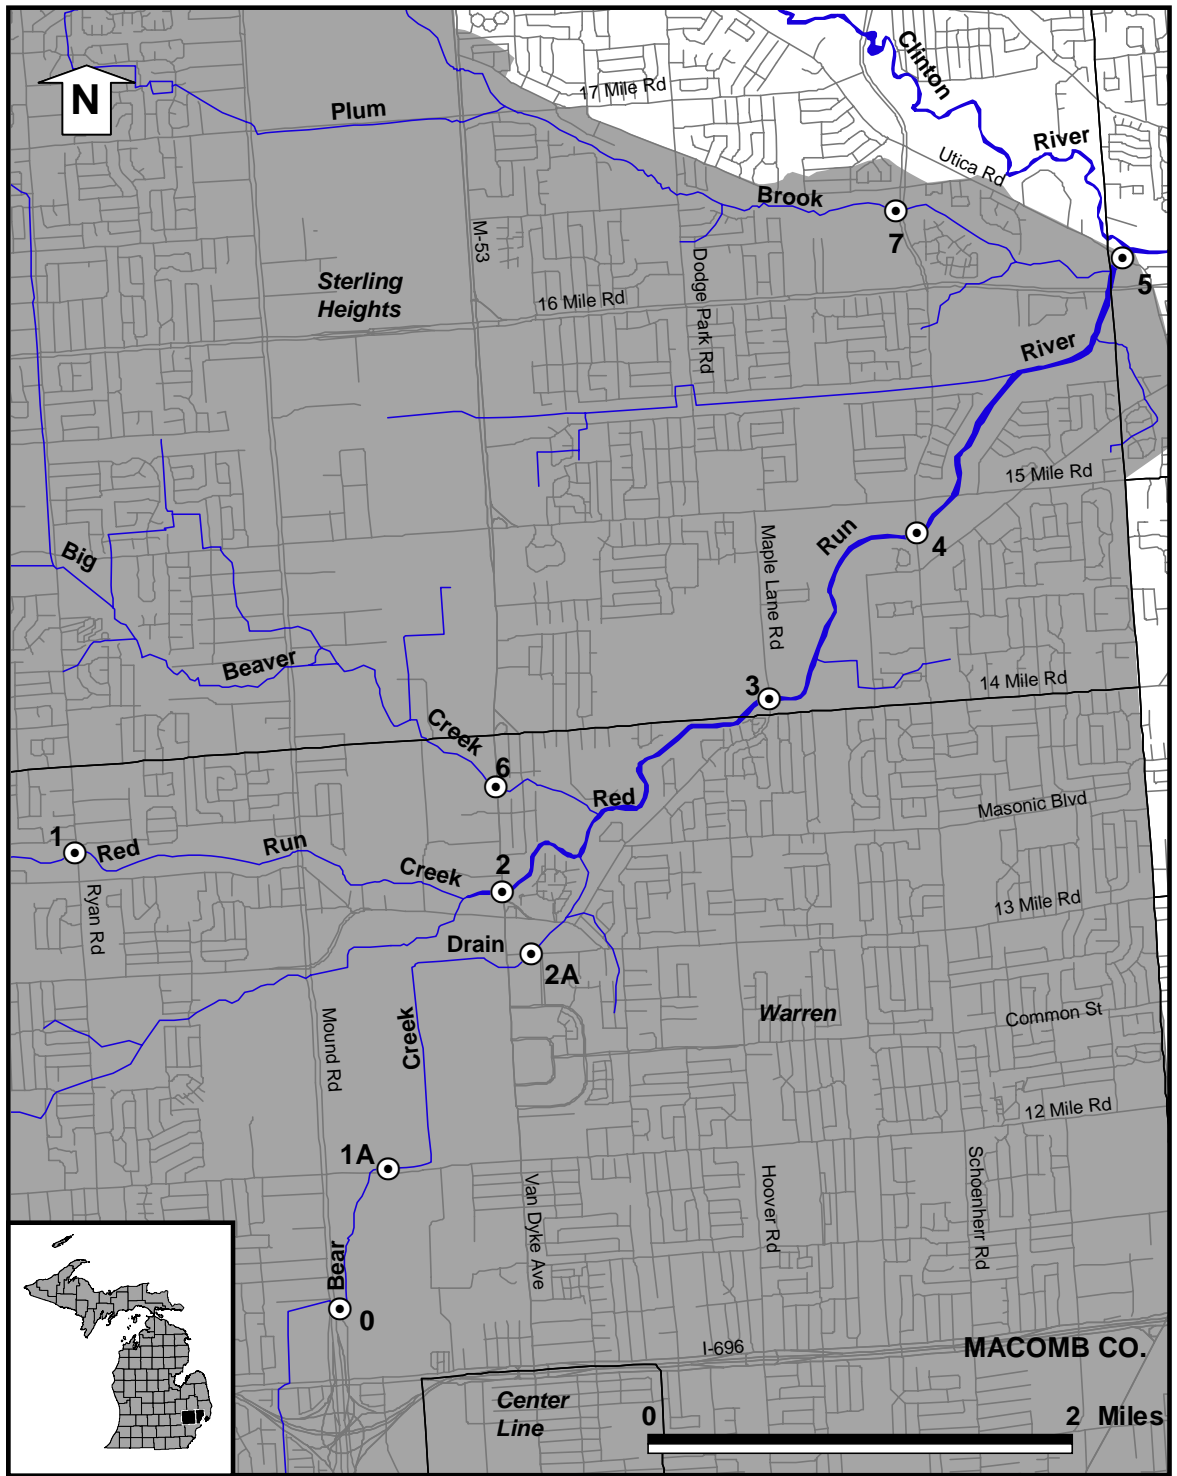 Clinton
17 Mile Rd
N
Plum
River
Utica Rd
Brook
7
M-53
Dodge Park Rd
Sterling
Heights
16 Mile Rd
5
River
15 Mile Rd
Run
4
Maple Lane Rd
Big
Beaver
14 Mile Rd
3
Creek
6
Red
Masonic Blvd
1
Red
Run
Creek
2
Ryan Rd
13 Mile Rd
Drain
2A
Warren
Common St
Mound Rd
Creek
12 Mile Rd
1A
Van Dyke Ave
Hoover Rd
Schoenherr Rd
Bear
0
I-696
MACOMB CO.
Center
Line
0
2 Miles